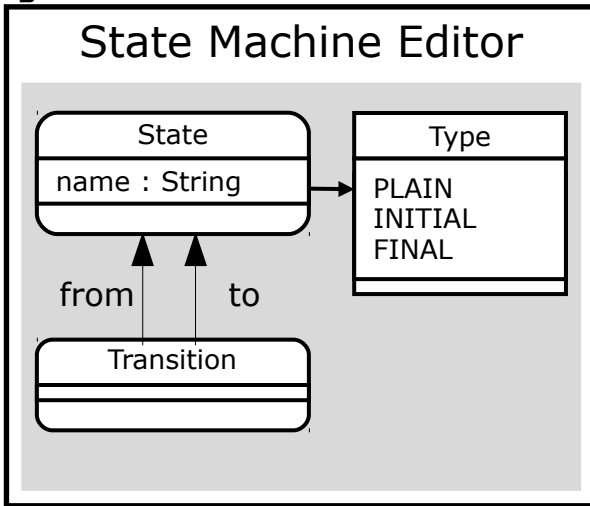 State Machine Editor
State
name : String
Type
PLAIN
INITIAL
FINAL
from
to
Transition